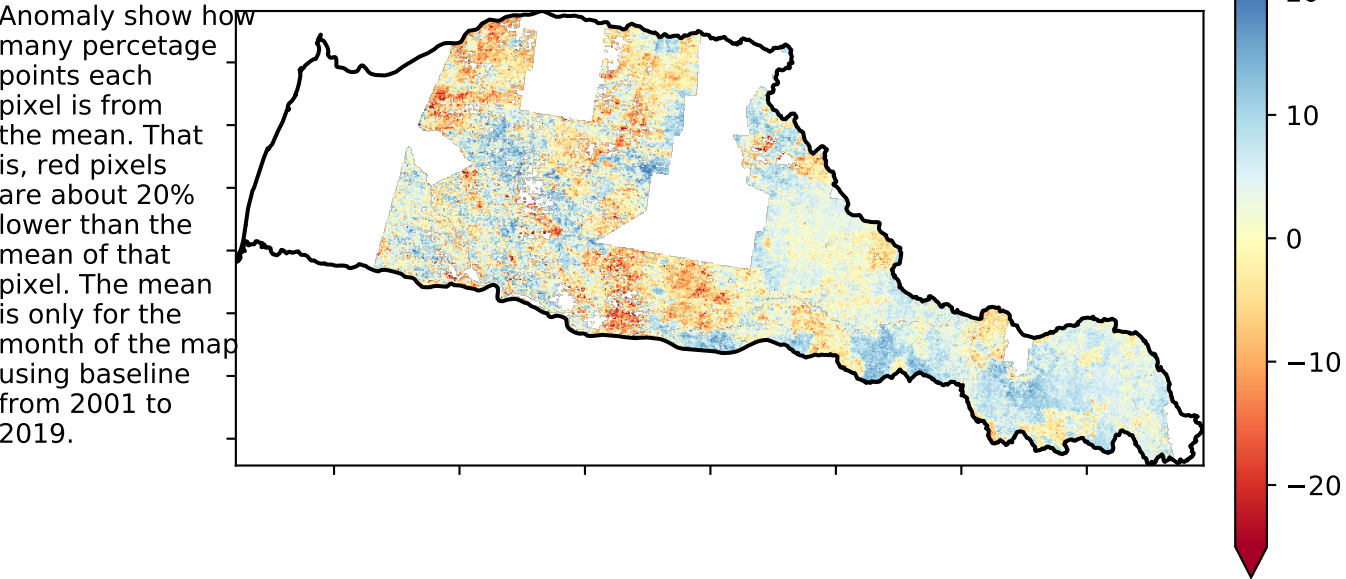 Anomaly show how
many percetage
points each
pixel is from
the mean. That
is, red pixels
are about 20%
lower than the
mean of that
pixel. The mean
is only for the
month of the map
using baseline
from 2001 to
2019.
10
0
−10
−20